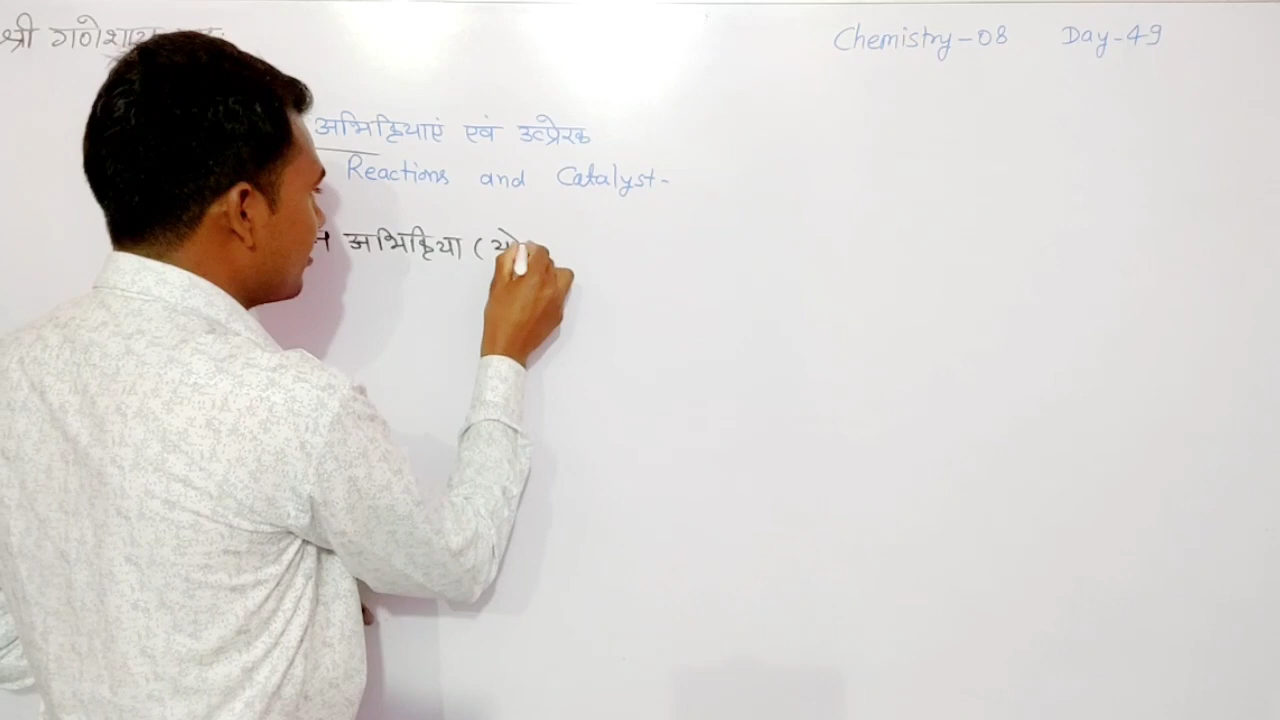 श्री गणेशाय
Chemistry-08 Day-49
अभिक्रियाएं एवं उत्प्रेरक
Reactions and Catalyst-
अभिक्रिया (